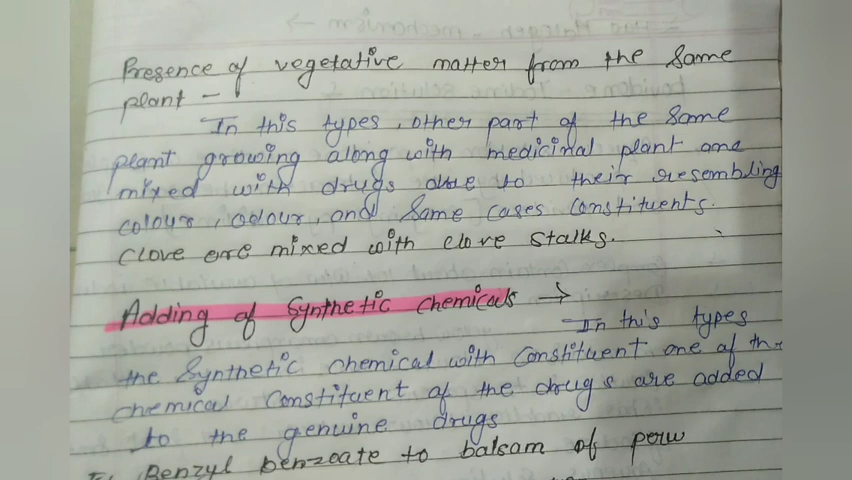 Presence of vegetative matter from the same
plant -
In this types, other part of the same
plant growing along with medicinal plant are
mixed with drugs due to their resembling
colour, odour, and same cases constituents.
Clove are mixed with clove stalks.
Adding of Synthetic Chemicals →
In this types
the Synthetic chemical with Constituent one of the
chemical Constituent of the drugs are added
to the genuine drugs
Benzyl benzoate to balsam of peru